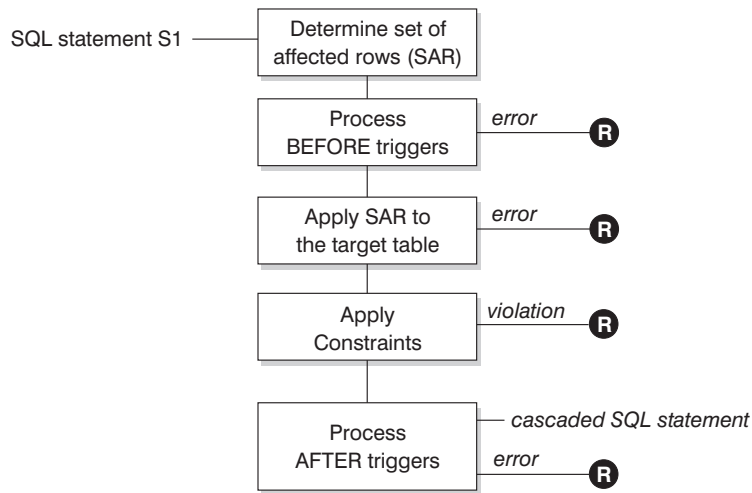 SQL statement S1
Determine set of
affected rows (SAR)
Process
BEFORE triggers
error
R
Apply SAR to
the target table
error
R
Apply
Constraints
violation
R
Process
AFTER triggers
cascaded SQL statement
error
R